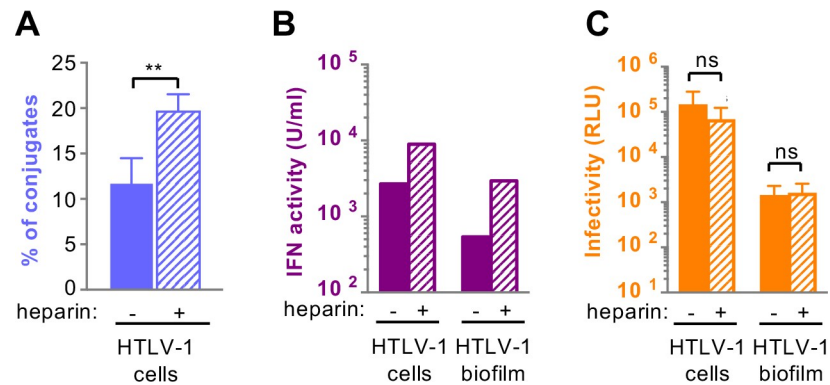 A
% of conjugates
25
20
15
10
5
0
**
heparin: - +
HTLV-1
cells
B
IFN activity (U/ml)
10 5
10 4
10 3
10 2
heparin: - + - +
HTLV-1 HTLV-1
cells biofilm
C
Infectivity (RLU)
10 6
10 5
10 4
10 3
10 2
10 1
ns
ns
heparin: - + - +
HTLV-1 HTLV-1
cells biofilm